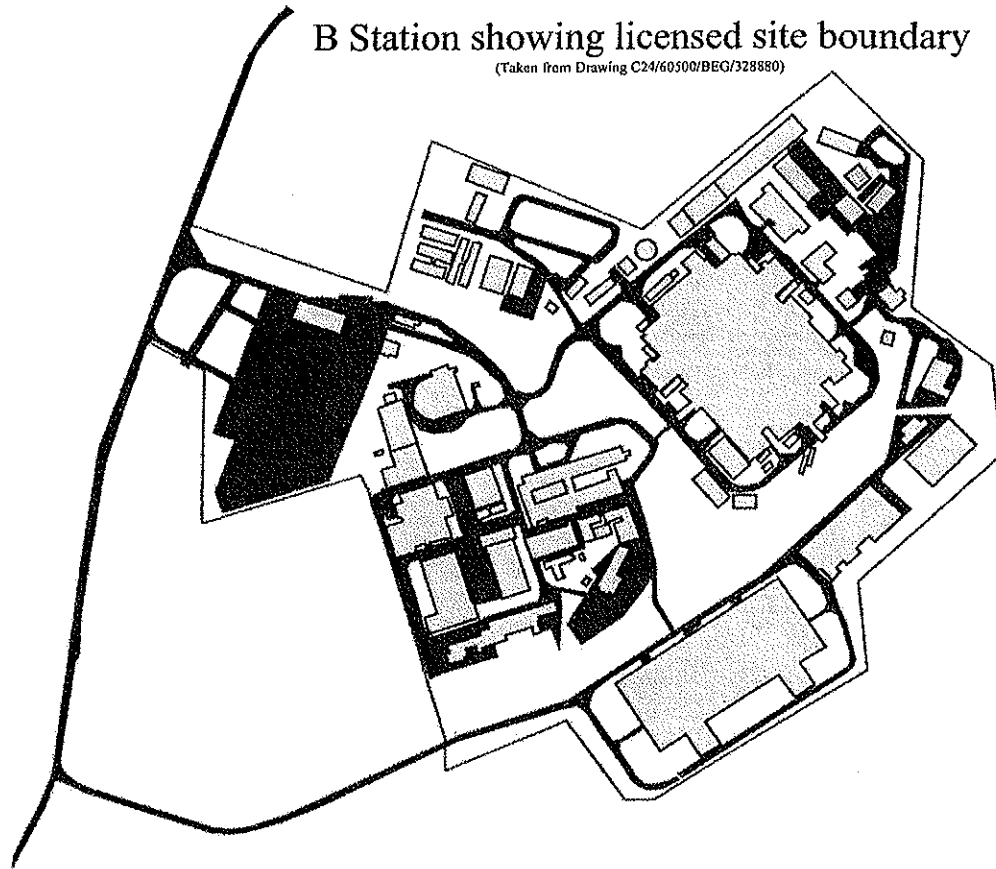 B Station showing licensed site boundary
(Taken from Drawing C24/60500/BEG/328880)